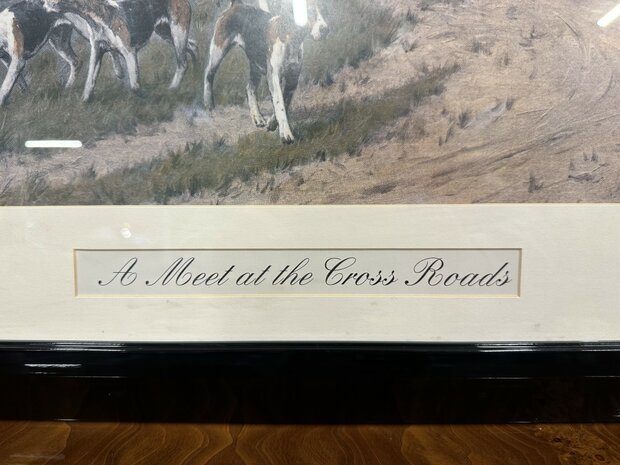 A Meet at the Cross Roads